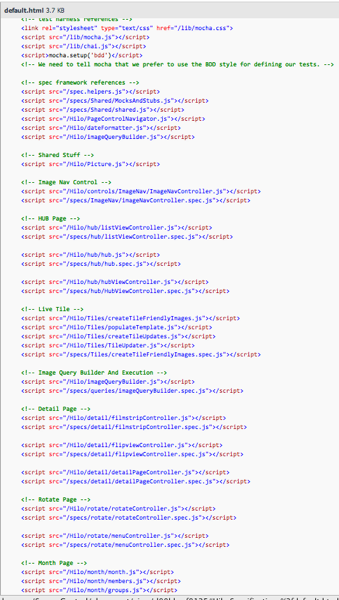 default.html 3.7 KB
<!-- test harness references -->
<link rel="stylesheet" type="text/css" href="/lib/mocha.css">
<script src="/lib/mocha.js"></script>
<script src="/lib/chai.js"></script>
<script>mocha.setup('bdd')</script>
<!-- We need to tell mocha that we prefer to use the BDD style for defining our tests. -->
<!-- spec framework references -->
<script src="/spec.helpers.js"></script>
<script src="/specs/Shared/MocksAndStubs.js"></script>
<script src="/specs/Shared/shared.js"></script>
<script src="/Hilo/PageControlNavigator.js"></script>
<script src="/Hilo/dateFormatter.js"></script>
<script src="/Hilo/imageQueryBuilder.js"></script>
<!-- Shared Stuff -->
<script src="/Hilo/Picture.js"></script>
<!-- Image Nav Control -->
<script src="/Hilo/controls/ImageNav/ImageNavController.js"></script>
<script src="/specs/ImageNav/imageNavController.spec.js"></script>
<!-- HUB Page -->
<script src="/Hilo/hub/listViewController.js"></script>
<script src="/specs/hub/listViewController.spec.js"></script>
<script src="/Hilo/hub/hub.js"></script>
<script src="/specs/hub/hub.spec.js"></script>
<script src="/Hilo/hub/hubViewController.js"></script>
<script src="/specs/hub/HubViewController.spec.js"></script>
<!-- Live Tile -->
<script src="/Hilo/Tiles/createTileFriendlyImages.js"></script>
<script src="/Hilo/Tiles/populateTemplate.js"></script>
<script src="/Hilo/Tiles/createTileUpdates.js"></script>
<script src="/Hilo/Tiles/TileUpdater.js"></script>
<script src="/specs/Tiles/createTileFriendlyImages.spec.js"></script>
<!-- Image Query Builder And Execution -->
<script src="/Hilo/imageQueryBuilder.js"></script>
<script src="/specs/queries/imageQueryBuilder.spec.js"></script>
<!-- Detail Page -->
<script src="/Hilo/detail/filmstripController.js"></script>
<script src="/specs/detail/filmstripController.spec.js"></script>
<script src="/Hilo/detail/flipviewController.js"></script>
<script src="/specs/detail/flipviewController.spec.js"></script>
<script src="/Hilo/detail/detailPageController.js"></script>
<script src="/specs/detail/detailPageController.spec.js"></script>
<!-- Rotate Page -->
<script src="/Hilo/rotate/rotateController.js"></script>
<script src="/specs/rotate/rotateController.spec.js"></script>
<script src="/Hilo/rotate/menuController.js"></script>
<script src="/specs/rotate/menuController.spec.js"></script>
<!-- Month Page -->
<script src="/Hilo/month/month.js"></script>
<script src="/Hilo/month/members.js"></script>
<script src="/Hilo/month/groups.js"></script>